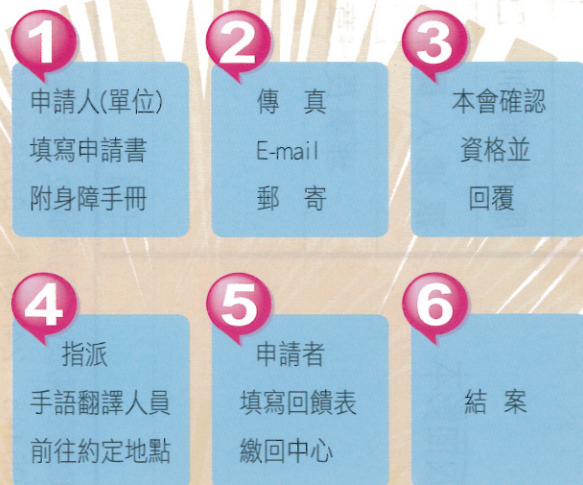 1
申請人(單位)
填寫申請書
附身障手冊
2
傳 真
E-mail
郵 寄
3
本會確認
資格並
回覆
4
指派
手語翻譯人員
前往約定地點
5
申請者
填寫回饋表
繳回中心
6
結 案